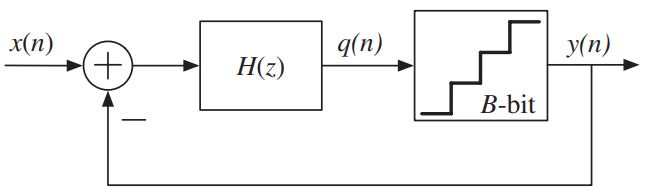 x(n)
H(z)
q(n)
B-bit
y(n)